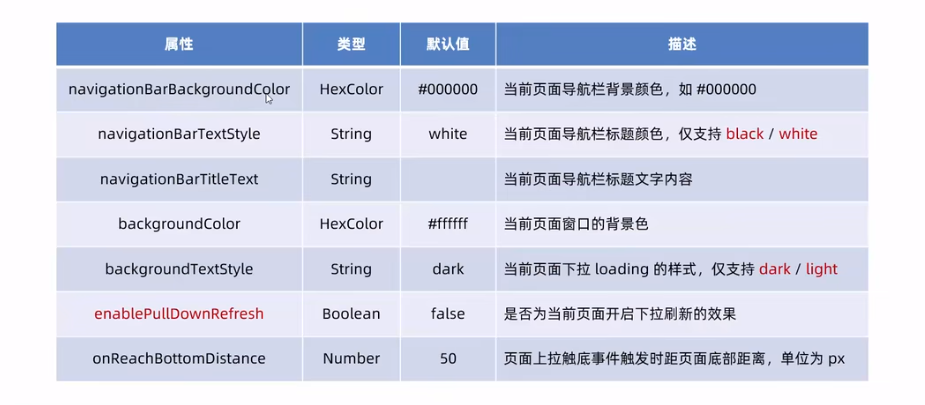 属性 类型 默认值 描述
navigationBarBackgroundColor HexColor #000000 当前页面导航栏背景颜色，如 #000000
navigationBarTextStyle String white 当前页面导航栏标题颜色，仅支持 black / white
navigationBarTitleText String 当前页面导航栏标题文字内容
backgroundColor HexColor #ffffff 当前页面窗口的背景色
backgroundTextStyle String dark 当前页面下拉 loading 的样式，仅支持 dark / light
enablePullDownRefresh Boolean false 是否为当前页面开启下拉刷新的效果
onReachBottomDistance Number 50 页面上拉触底事件触发时距页面底部距离，单位为 px